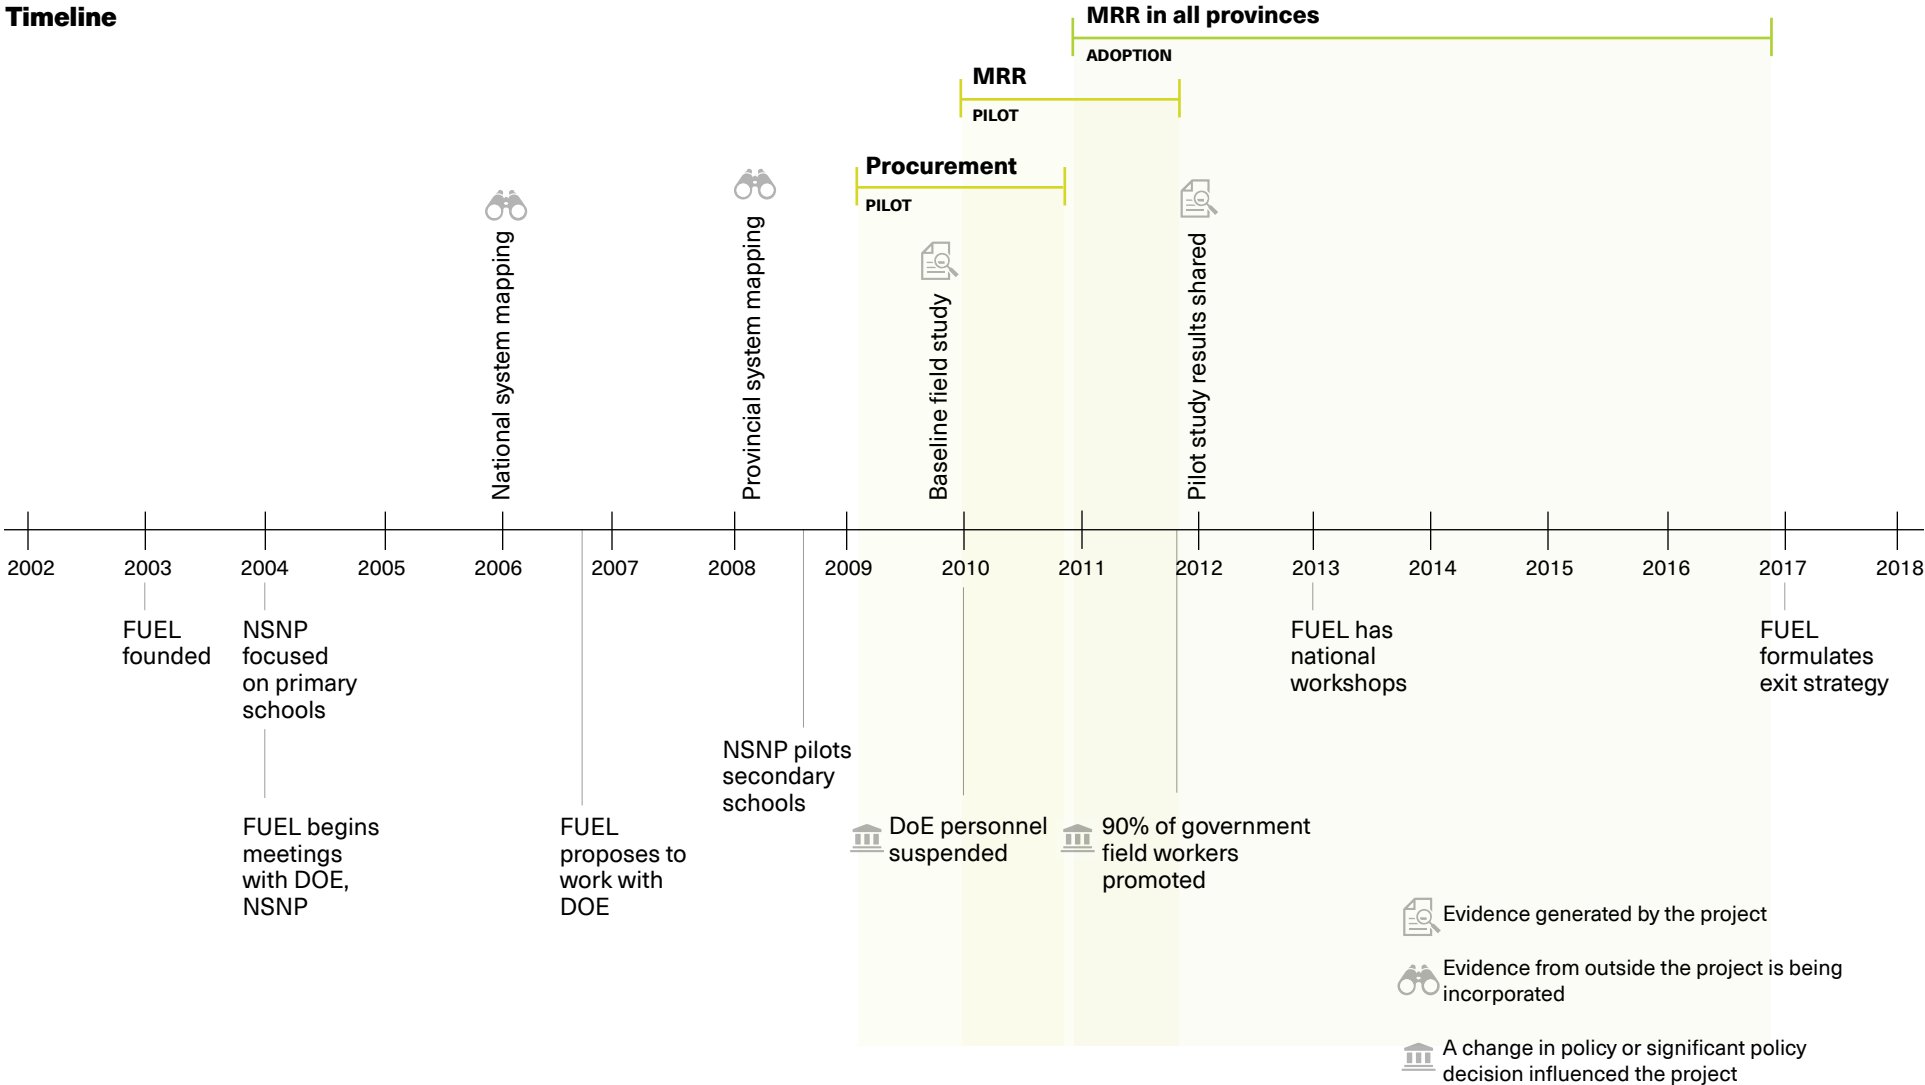 Timeline
MRR in all provinces
ADOPTION
MRR
PILOT
Procurement
PILOT
National system mapping
Provincial system mapping
Baseline field study
Pilot study results shared
2002
2003
2004
2005
2006
2007
2008
2009
2010
2011
2012
2013
2014
2015
2016
2017
2018
FUEL
founded
NSNP
focused
on primary
schools
FUEL begins
meetings
with DOE,
NSNP
FUEL
proposes to
work with
DOE
NSNP pilots
secondary
schools
DoE personnel
suspended
90% of government
field workers
promoted
FUEL has
national
workshops
FUEL
formulates
exit strategy
Evidence generated by the project
Evidence from outside the project is being
incorporated
A change in policy or significant policy
decision influenced the project